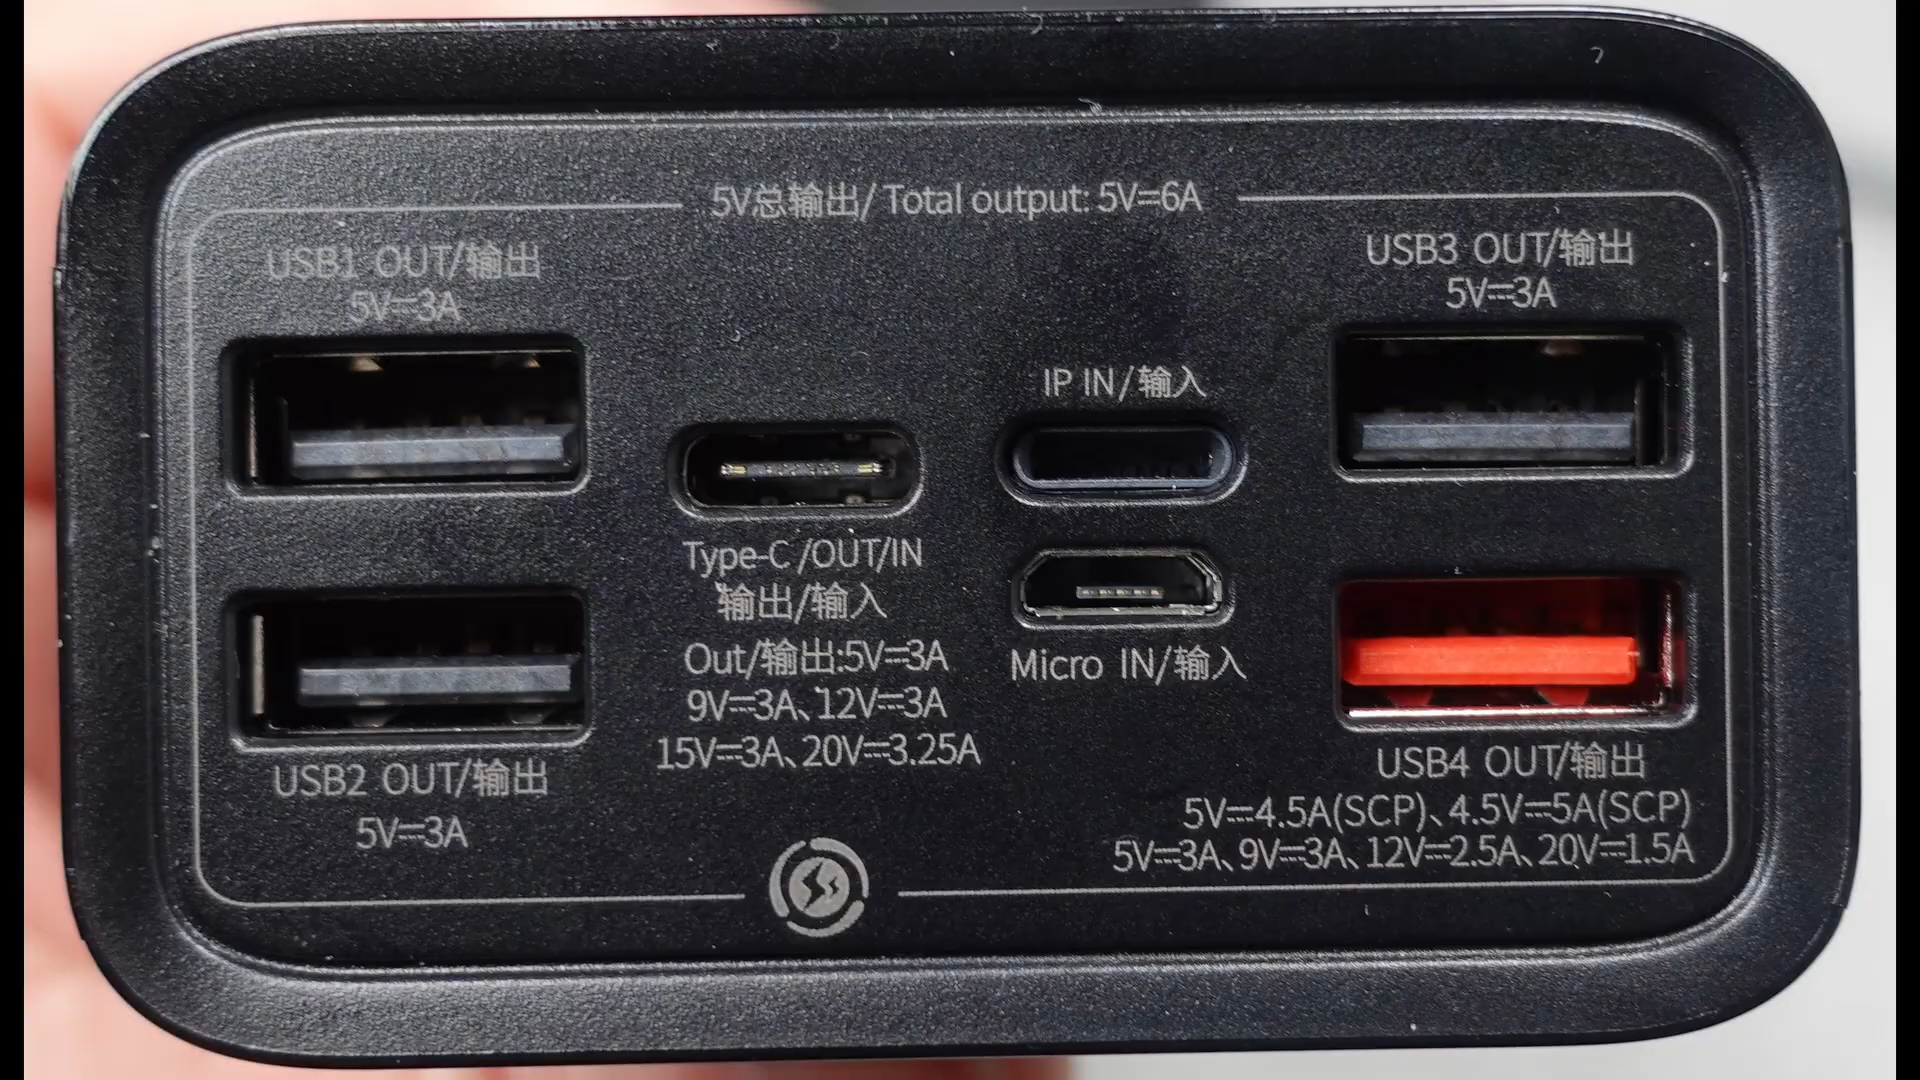 5V总输出/ Total output: 5V⎓6A
USB1 OUT/输出
5V⎓3A
USB3 OUT/输出
5V⎓3A
IP IN/输入
Type-C /OUT/IN
输出/输入
Out/输出:5V⎓3A
9V⎓3A、12V⎓3A
15V⎓3A、20V⎓3.25A
Micro IN/输入
USB2 OUT/输出
5V⎓3A
USB4 OUT/输出
5V⎓4.5A(SCP)、4.5V⎓5A(SCP)
5V⎓3A、9V⎓3A、12V⎓2.5A、20V⎓1.5A